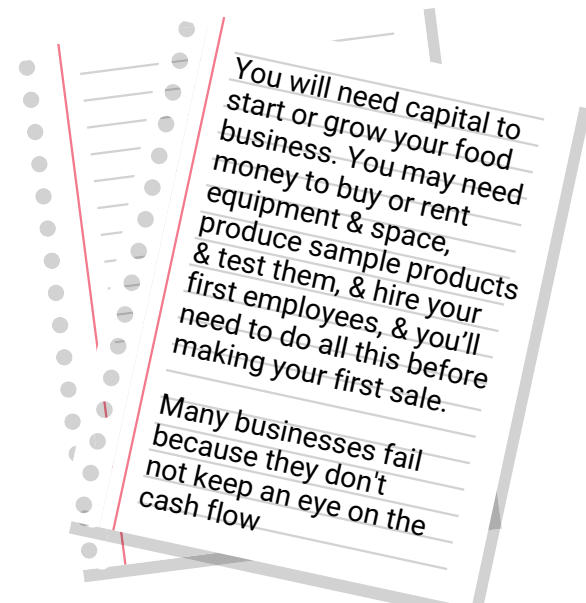 You will need capital to
start or grow your food
business. You may need
money to buy or rent
equipment & space,
produce sample products
& test them, & hire your
first employees, & you’ll
need to do all this before
making your first sale.

Many businesses fail
because they don't
not keep an eye on the
cash flow